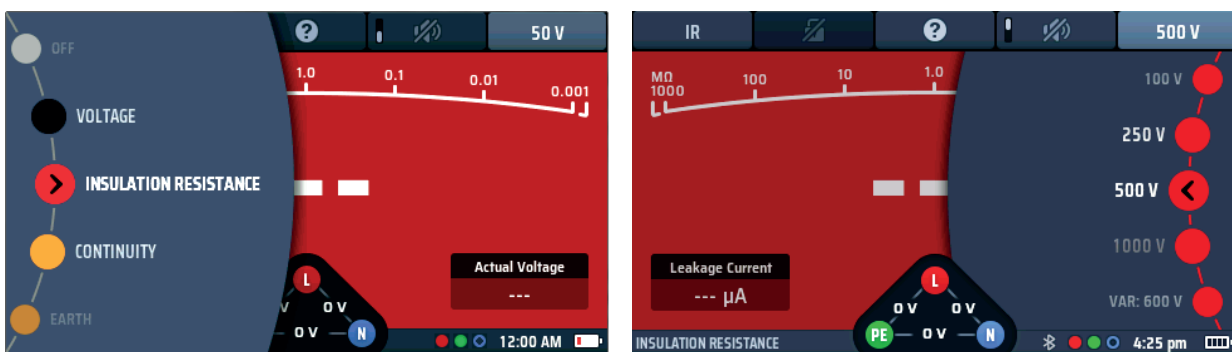 OFF
VOLTAGE
INSULATION RESISTANCE
CONTINUITY
EARTH
? 50 V
1.0 0.1 0.01 0.001
Actual Voltage
---
L
V 0 V
0 V N
12:00 AM
IR ? 500 V
MΩ
1000 100 10 1.0
100 V
250 V
500 V
1000 V
VAR: 600 V
Leakage Current
--- µA
L
0 V 0 V
PE 0 V N
INSULATION RESISTANCE
4:25 pm